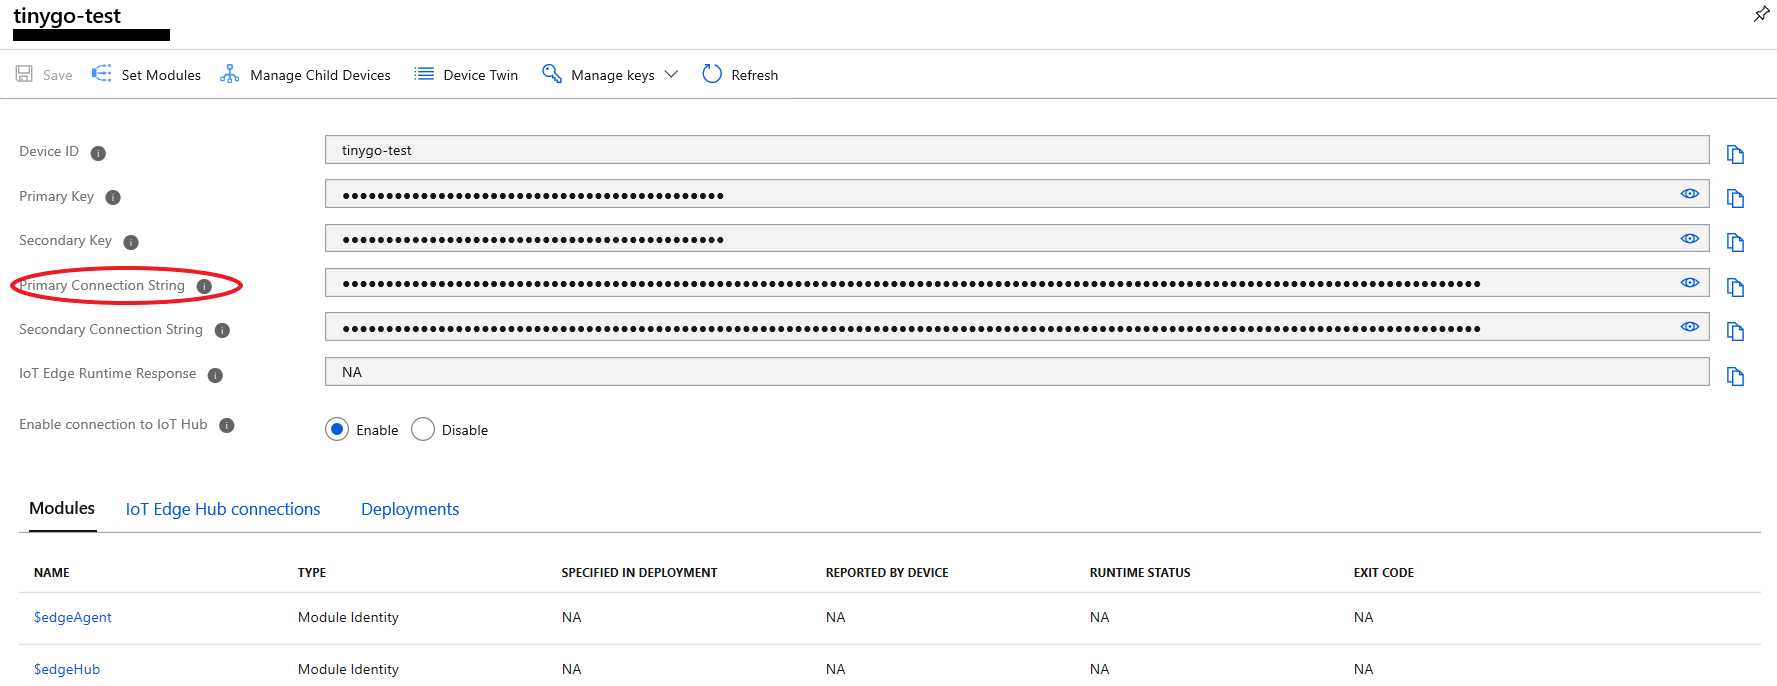 tinygo-test
Save Set Modules Manage Child Devices Device Twin Manage keys Refresh
Device ID tinygo-test
Primary Key ●●●●●●●●●●●●●●●●●●●●●●●●●●●●●●●●●●●●●●●●●●●●
Secondary Key ●●●●●●●●●●●●●●●●●●●●●●●●●●●●●●●●●●●●●●●●●●●●
Primary Connection String
Secondary Connection String
IoT Edge Runtime Response NA
Enable connection to IoT Hub Enable Disable
Modules IoT Edge Hub connections Deployments
NAME TYPE SPECIFIED IN DEPLOYMENT REPORTED BY DEVICE RUNTIME STATUS EXIT CODE
$edgeAgent Module Identity NA NA NA NA
$edgeHub Module Identity NA NA NA NA